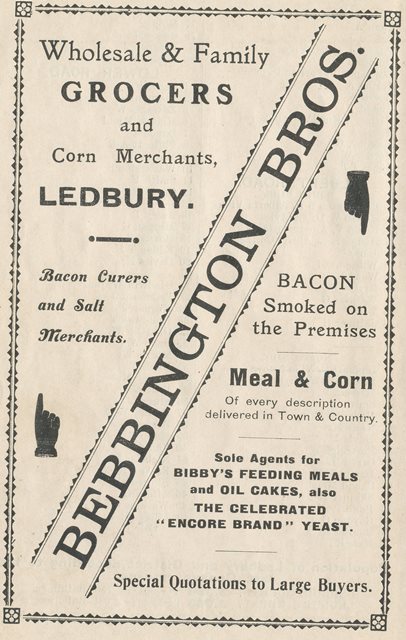 Wholesale & Family
GROCERS
and
Corn Merchants,
LEDBURY.
Bacon Curers
and Salt
Merchants.
BEBBINGTON BROS.
BACON
Smoked on
the Premises
Meal & Corn
Of every description
delivered in Town & Country.
Sole Agents for
BIBBY'S FEEDING MEALS
and OIL CAKES, also
THE CELEBRATED
"ENCORE BRAND" YEAST.
Special Quotations to Large Buyers.